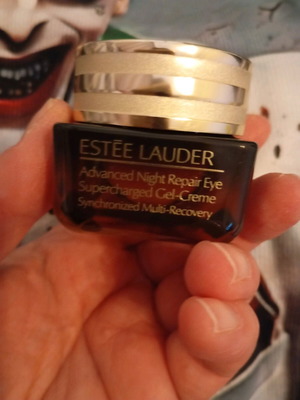 ESTĒE LAUDER
Advanced Night Repair Eye
Supercharged Gel-Creme
Synchronized Multi-Recovery